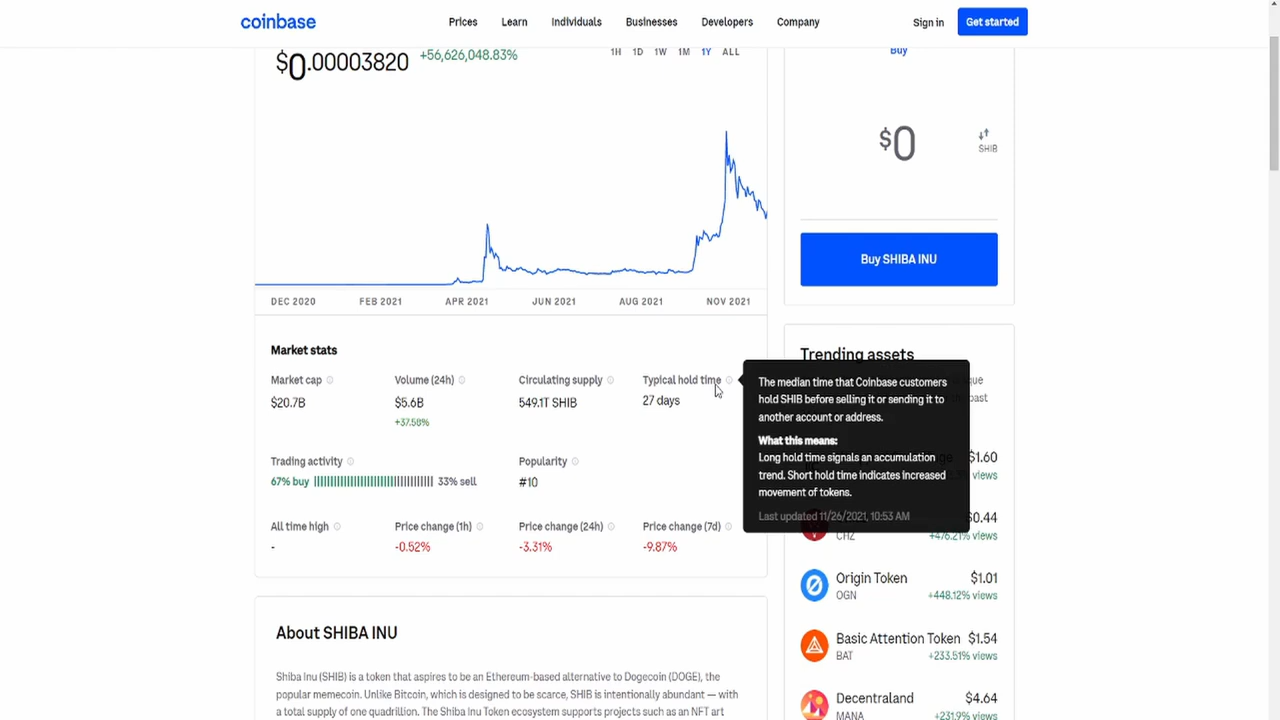 coinbase
Prices Learn Individuals Businesses Developers Company
Sign in Get started
$0.00003820 +56,626,048.83%
1H 1D 1W 1M 1Y ALL
Buy
$0
SHIB
Buy SHIBA INU
DEC 2020 FEB 2021 APR 2021 JUN 2021 AUG 2021 NOV 2021
Market stats
Market cap Volume (24h) Circulating supply Typical hold time
$20.7B $5.6B 549.1T SHIB 27 days
+37.50%
Trading activity Popularity
67% buy 33% sell #10
All time high Price change (1h) Price change (24h) Price change (7d)
- -0.52% -3.31% -9.87%
The median time that Coinbase customers
hold SHIB before selling it or sending it to
another account or address.
What this means:
Long hold time signals an accumulation
trend. Short hold time indicates increased
movement of tokens.
Last updated 11/26/2021, 10:53 AM
Trending assets
$1.60
views
$0.44
CHZ +476.21% views
Origin Token $1.01
OGN +448.12% views
Basic Attention Token $1.54
BAT +233.51% views
Decentraland $4.64
MANA +231.9% views
About SHIBA INU
Shiba Inu (SHIB) is a token that aspires to be an Ethereum-based alternative to Dogecoin (DOGE), the
popular memecoin. Unlike Bitcoin, which is designed to be scarce, SHIB is intentionally abundant — with
a total supply of one quadrillion. The Shiba Inu Token ecosystem supports projects such as an NFT art